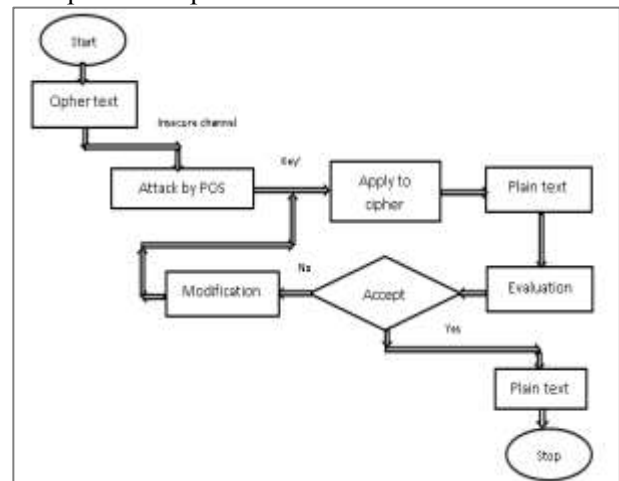 Start
Cipher text
Insecure channel
Attack by POS
Key'
Apply to
cipher
Plain text
Evaluation
Accept
No
Modification
Yes
Plain text
Stop